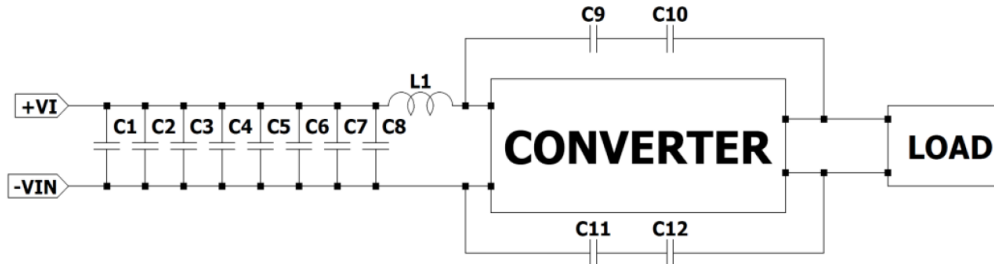 C9 C10
L1
+VI
C1 C2 C3 C4 C5 C6 C7 C8
CONVERTER
LOAD
-VIN
C11 C12